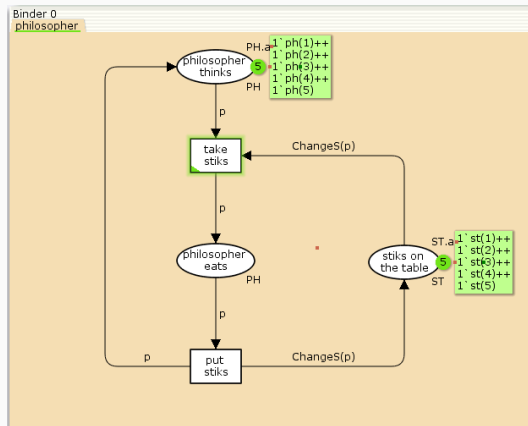 Binder 0
philosopher
philosopher
thinks
PH.a
5
1`ph(1)++
1`ph(2)++
1`ph(3)++
1`ph(4)++
1`ph(5)
PH
p
take
stiks
ChangeS(p)
p
philosopher
eats
PH
stiks on
the table
ST.a
5
1`st(1)++
1`st(2)++
1`st(3)++
1`st(4)++
1`st(5)
ST
p
p
put
stiks
ChangeS(p)